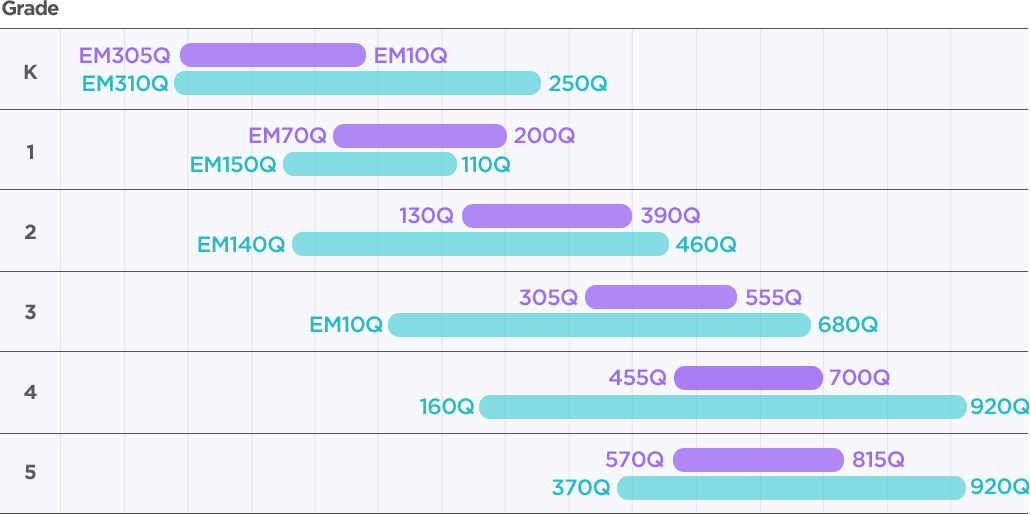 Grade
K
EM305Q EM10Q
EM310Q 250Q
1
EM70Q 200Q
EM150Q 110Q
2
130Q 390Q
EM140Q 460Q
3
305Q 555Q
EM10Q 680Q
4
455Q 700Q
160Q 920Q
5
570Q 815Q
370Q 920Q